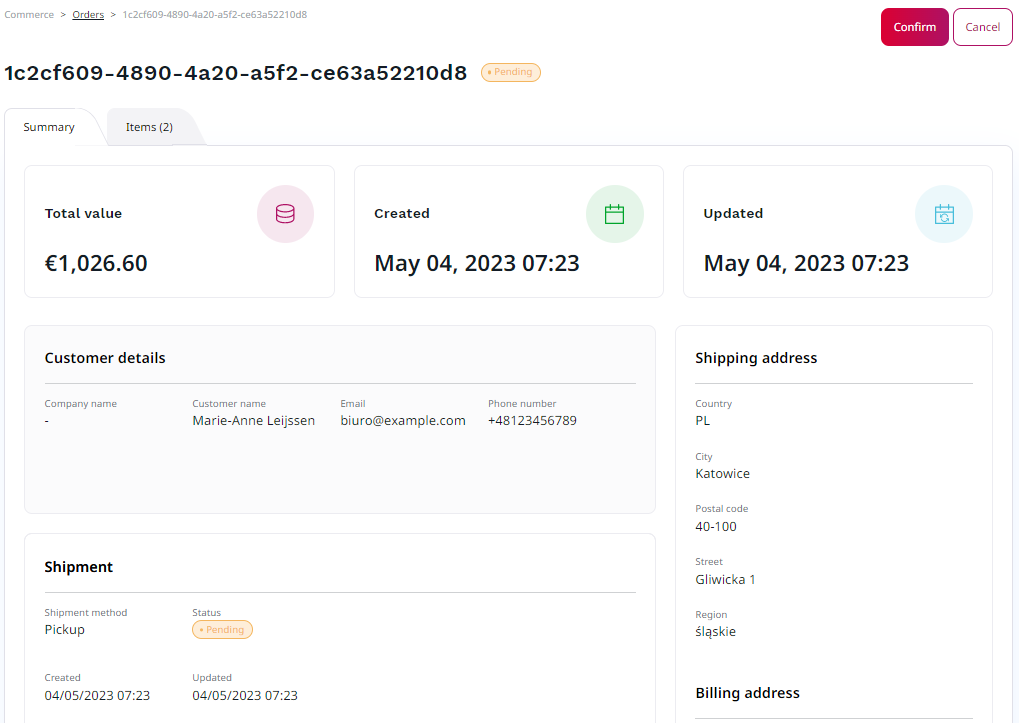 Commerce > Orders > 1c2cf609-4890-4a20-a5f2-ce63a52210d8
Confirm
Cancel
1c2cf609-4890-4a20-a5f2-ce63a52210d8
Pending
Summary
Items (2)
Total value
€1,026.60
Created
May 04, 2023 07:23
Updated
May 04, 2023 07:23
Customer details
Company name
-
Customer name
Marie-Anne Leijssen
Email
biuro@example.com
Phone number
+48123456789
Shipment
Shipment method
Pickup
Status
Pending
Created
04/05/2023 07:23
Updated
04/05/2023 07:23
Shipping address
Country
PL
City
Katowice
Postal code
40-100
Street
Gliwicka 1
Region
śląskie
Billing address